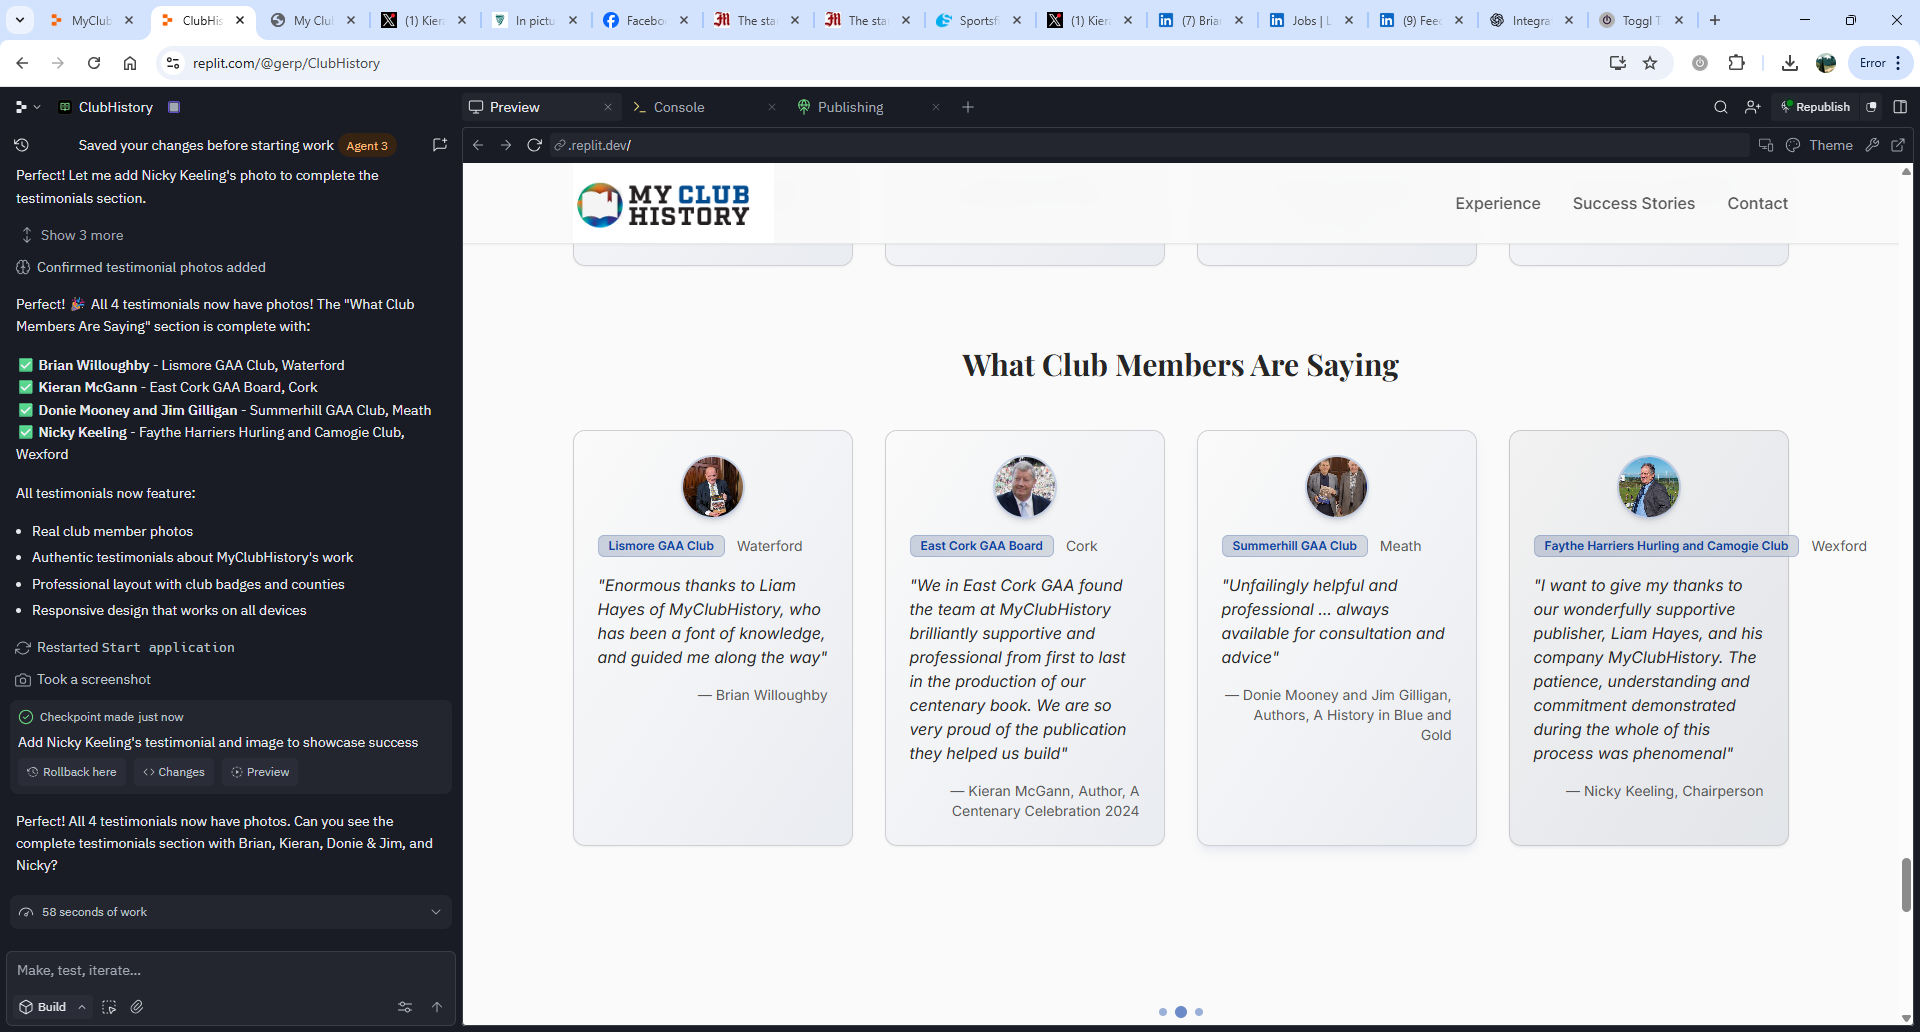 MyClub
ClubHis
My Clul
(1) Kiera
In pictu
Faceboo
The star
The star
Sportsfi
(1) Kiera
(7) Bria
Jobs | L
(9) Feed
Integra
Toggl T
replit.com/@gerp/ClubHistory
Error
ClubHistory
Preview
Console
Publishing
Republish
Saved your changes before starting work
Agent 3
.replit.dev/
Theme
Perfect! Let me add Nicky Keeling's photo to complete the
testimonials section.
Show 3 more
Confirmed testimonial photos added
Perfect! 🎉 All 4 testimonials now have photos! The "What Club
Members Are Saying" section is complete with:
✅ Brian Willoughby - Lismore GAA Club, Waterford
✅ Kieran McGann - East Cork GAA Board, Cork
✅ Donie Mooney and Jim Gilligan - Summerhill GAA Club, Meath
✅ Nicky Keeling - Faythe Harriers Hurling and Camogie Club,
Wexford
All testimonials now feature:
• Real club member photos
• Authentic testimonials about MyClubHistory's work
• Professional layout with club badges and counties
• Responsive design that works on all devices
Restarted Start application
Took a screenshot
Checkpoint made just now
Add Nicky Keeling's testimonial and image to showcase success
Rollback here
Changes
Preview
Perfect! All 4 testimonials now have photos. Can you see the
complete testimonials section with Brian, Kieran, Donie & Jim, and
Nicky?
58 seconds of work
Make, test, iterate...
Build
MY CLUB
HISTORY
Experience
Success Stories
Contact
What Club Members Are Saying
Lismore GAA Club
Waterford
"Enormous thanks to Liam
Hayes of MyClubHistory, who
has been a font of knowledge,
and guided me along the way"
— Brian Willoughby
East Cork GAA Board
Cork
"We in East Cork GAA found
the team at MyClubHistory
brilliantly supportive and
professional from first to last
in the production of our
centenary book. We are so
very proud of the publication
they helped us build"
— Kieran McGann, Author, A
Centenary Celebration 2024
Summerhill GAA Club
Meath
"Unfailingly helpful and
professional ... always
available for consultation and
advice"
— Donie Mooney and Jim Gilligan,
Authors, A History in Blue and
Gold
Faythe Harriers Hurling and Camogie Club
Wexford
"I want to give my thanks to
our wonderfully supportive
publisher, Liam Hayes, and his
company MyClubHistory. The
patience, understanding and
commitment demonstrated
during the whole of this
process was phenomenal"
— Nicky Keeling, Chairperson